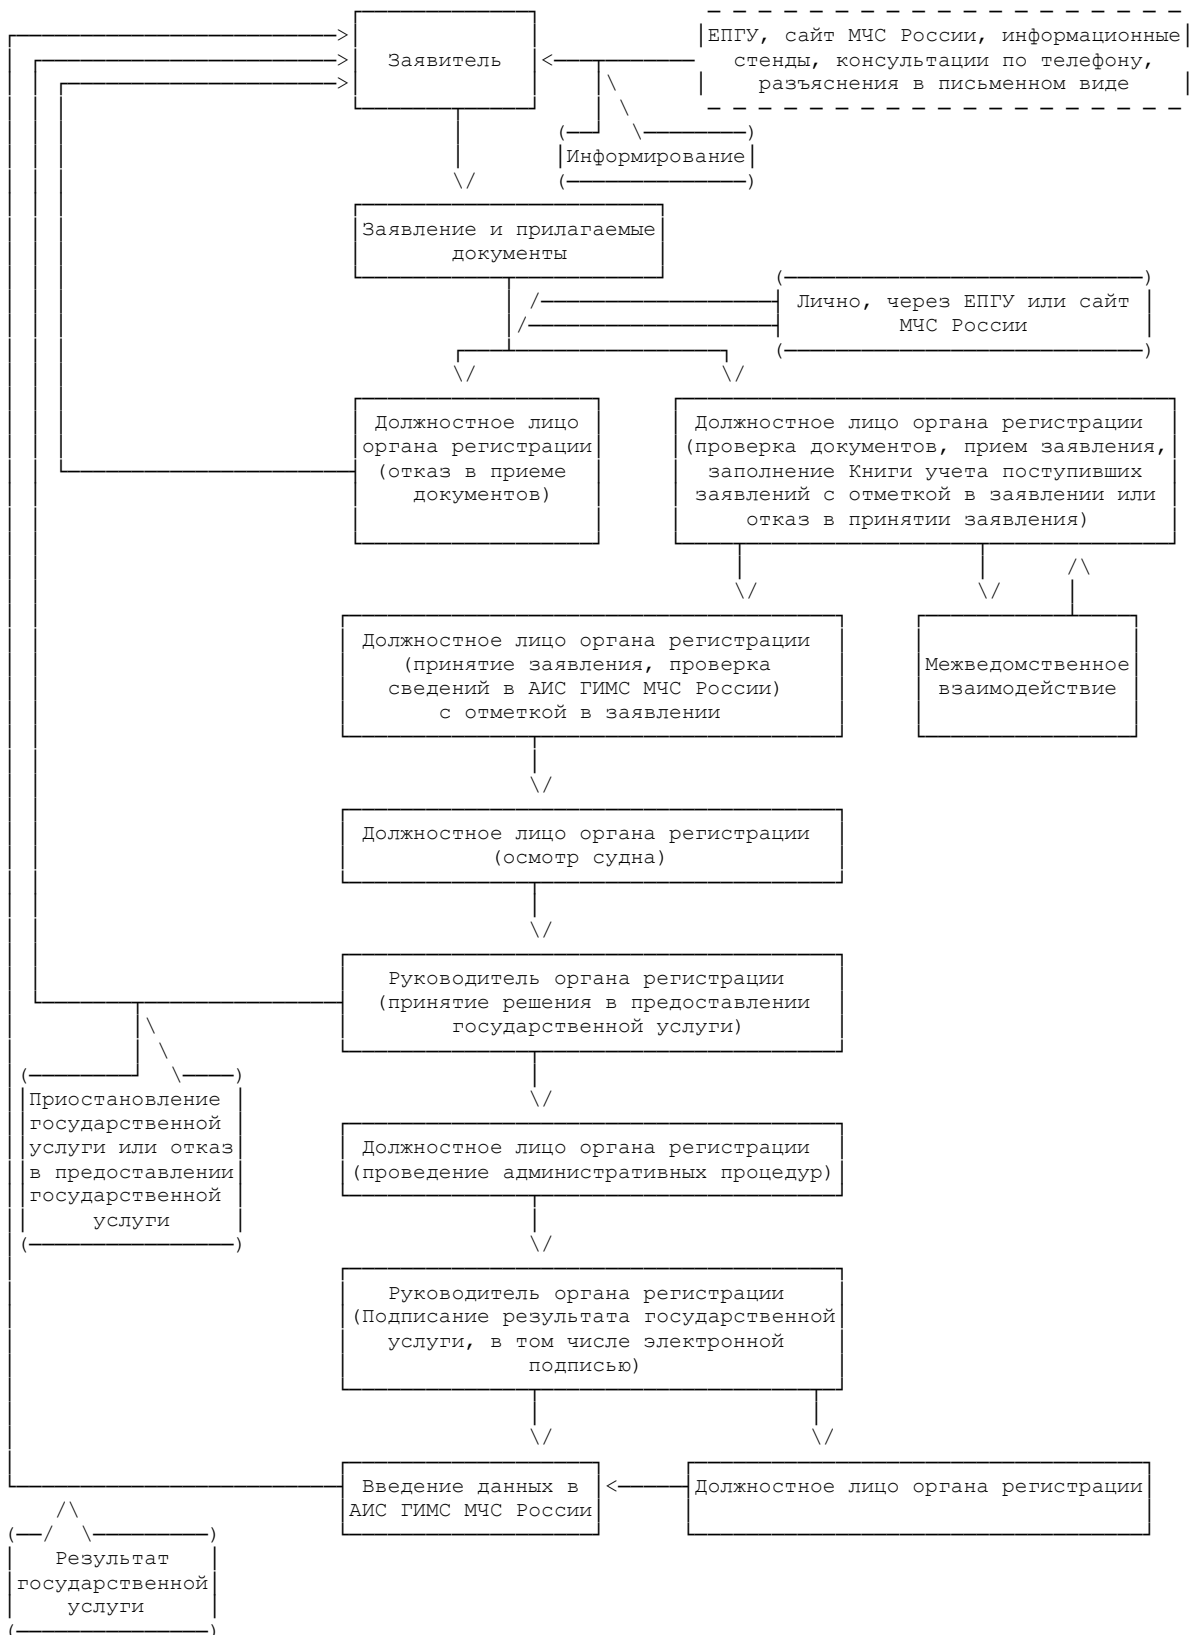 Заявитель
ЕПГУ, сайт МЧС России, информационные
стенды, консультации по телефону,
разъяснения в письменном виде
Информирование
Заявление и прилагаемые
документы
Лично, через ЕПГУ или сайт
МЧС России
Должностное лицо
органа регистрации
(отказ в приеме
документов)
Должностное лицо органа регистрации
(проверка документов, прием заявления,
заполнение Книги учета поступивших
заявлений с отметкой в заявлении или
отказ в принятии заявления)
Должностное лицо органа регистрации
(принятие заявления, проверка
сведений в АИС ГИМС МЧС России)
с отметкой в заявлении
Межведомственное
взаимодействие
Должностное лицо органа регистрации
(осмотр судна)
Руководитель органа регистрации
(принятие решения в предоставлении
государственной услуги)
Приостановление
государственной
услуги или отказ
в предоставлении
государственной
услуги
Должностное лицо органа регистрации
(проведение административных процедур)
Руководитель органа регистрации
(Подписание результата государственной
услуги, в том числе электронной
подписью)
Введение данных в
АИС ГИМС МЧС России
Должностное лицо органа регистрации
Результат
государственной
услуги